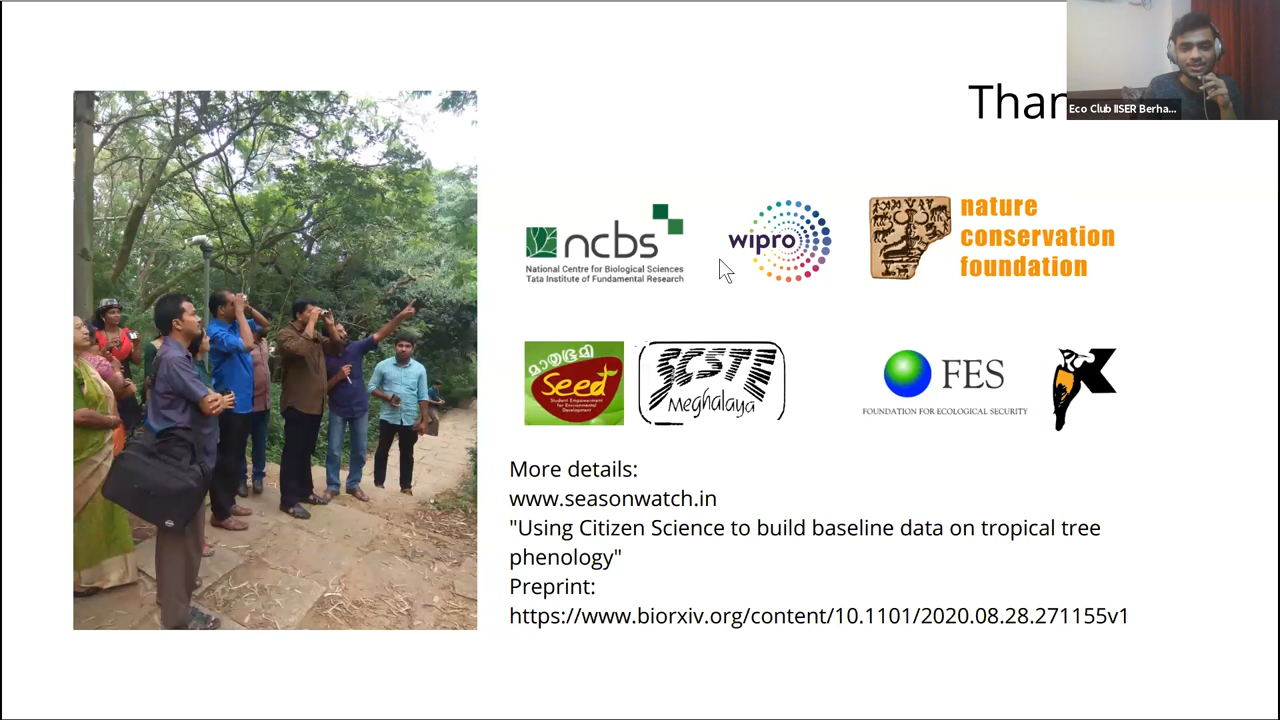 Than
Eco Club IISER Berha...
ncbs
National Centre for Biological Sciences
Tata Institute of Fundamental Research
wipro
nature
conservation
foundation
മാതൃഭൂമി
Seed
Student Empowerment
for Environmental
Development
SCSTE
Meghalaya
FES
FOUNDATION FOR ECOLOGICAL SECURITY
K
More details:
www.seasonwatch.in
"Using Citizen Science to build baseline data on tropical tree
phenology"
Preprint:
https://www.biorxiv.org/content/10.1101/2020.08.28.271155v1